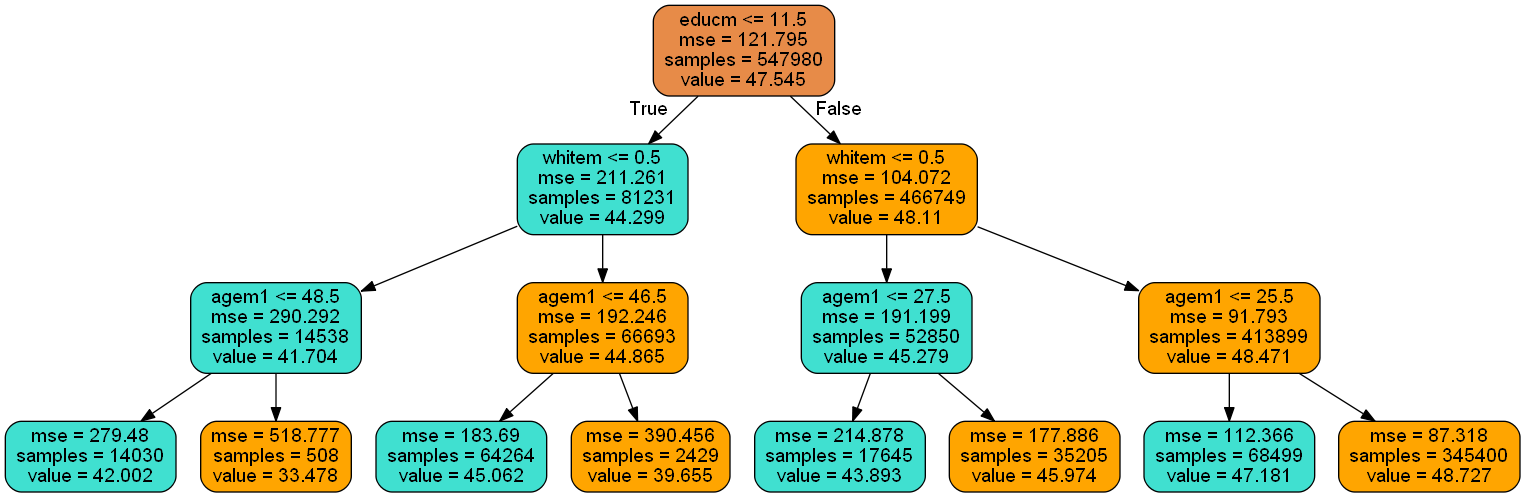 educm <= 11.5
mse = 121.795
samples = 547980
value = 47.545
True
False
whitem <= 0.5
mse = 211.261
samples = 81231
value = 44.299
whitem <= 0.5
mse = 104.072
samples = 466749
value = 48.11
agem1 <= 48.5
mse = 290.292
samples = 14538
value = 41.704
agem1 <= 46.5
mse = 192.246
samples = 66693
value = 44.865
agem1 <= 27.5
mse = 191.199
samples = 52850
value = 45.279
agem1 <= 25.5
mse = 91.793
samples = 413899
value = 48.471
mse = 279.48
samples = 14030
value = 42.002
mse = 518.777
samples = 508
value = 33.478
mse = 183.69
samples = 64264
value = 45.062
mse = 390.456
samples = 2429
value = 39.655
mse = 214.878
samples = 17645
value = 43.893
mse = 177.886
samples = 35205
value = 45.974
mse = 112.366
samples = 68499
value = 47.181
mse = 87.318
samples = 345400
value = 48.727